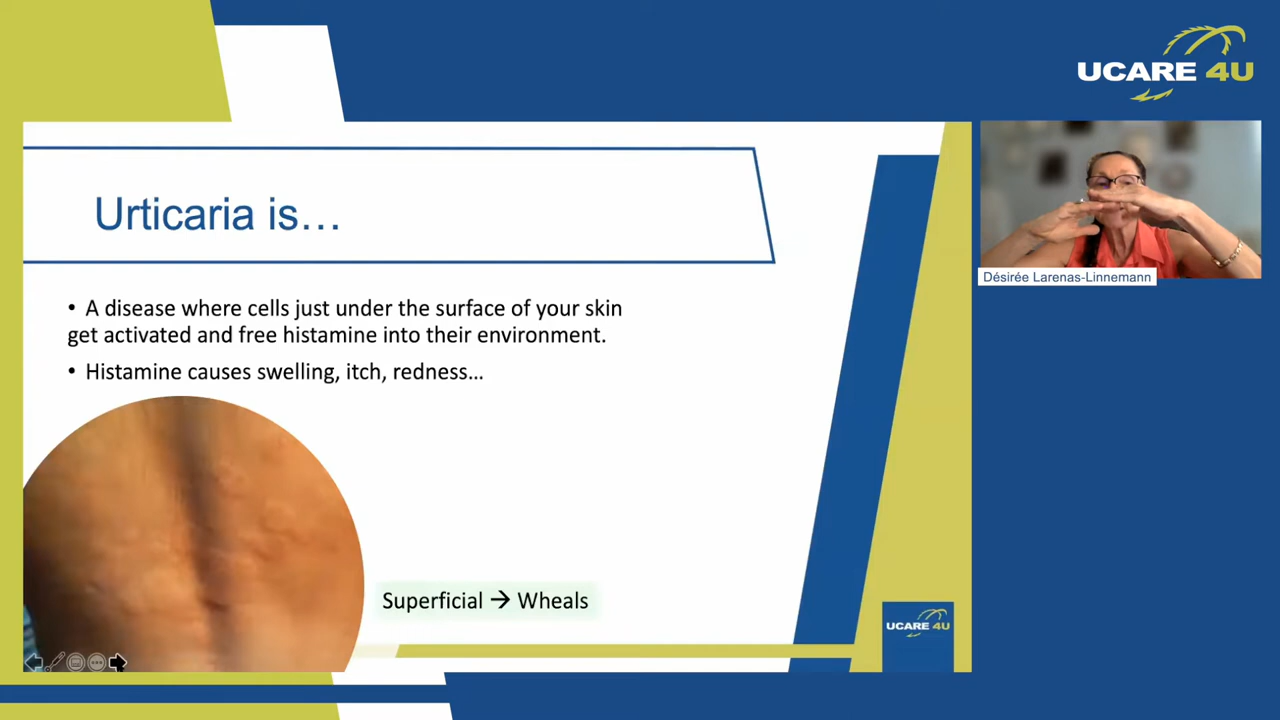 UCARE 4U
Urticaria is...
• A disease where cells just under the surface of your skin
get activated and free histamine into their environment.
• Histamine causes swelling, itch, redness...
Superficial → Wheals
UCARE 4U
Désirée Larenas-Linnemann